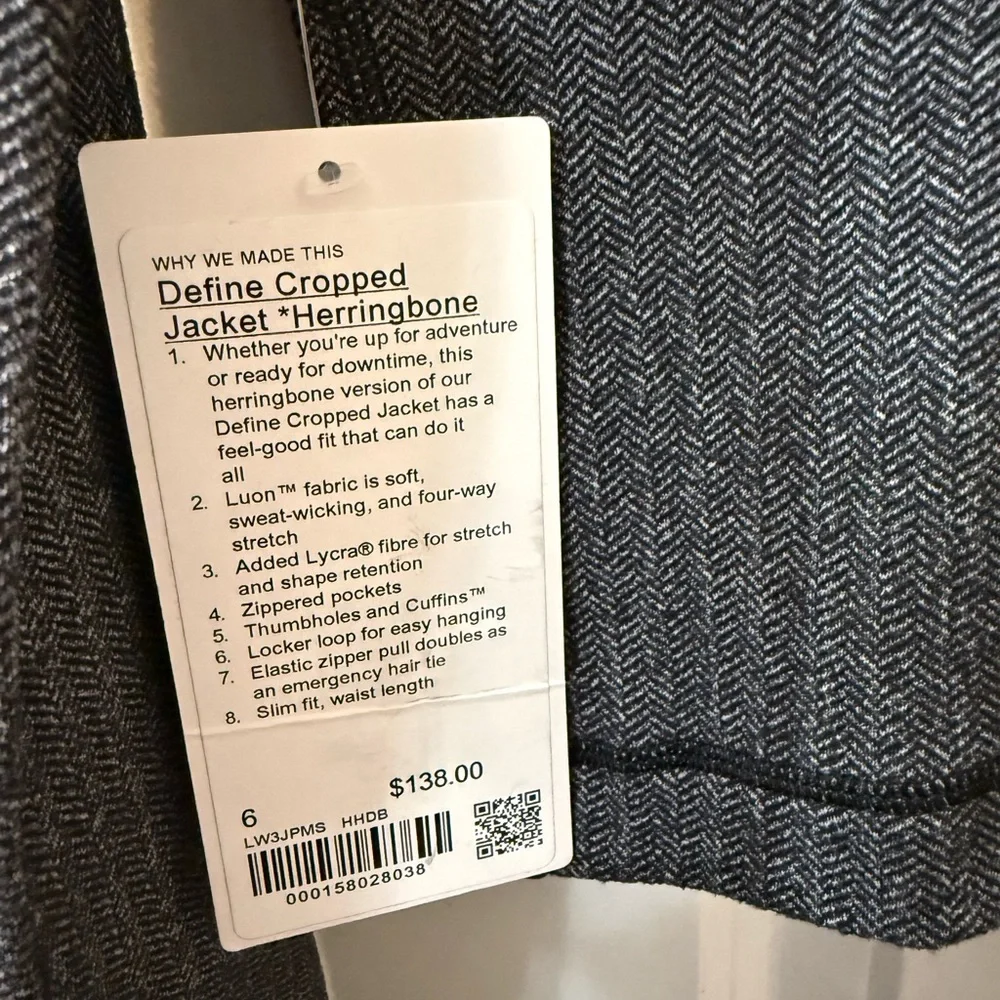 WHY WE MADE THIS
Define Cropped
Jacket *Herringbone
1. Whether you're up for adventure
or ready for downtime, this
herringbone version of our
Define Cropped Jacket has a
feel-good fit that can do it
all
2. Luon™ fabric is soft,
sweat-wicking, and four-way
stretch
3. Added Lycra® fibre for stretch
and shape retention
4. Zippered pockets
5. Thumbholes and Cuffins™
6. Locker loop for easy hanging
7. Elastic zipper pull doubles as
an emergency hair tie
8. Slim fit, waist length
$138.00
6
LW3JPMS HHDB
000158028038